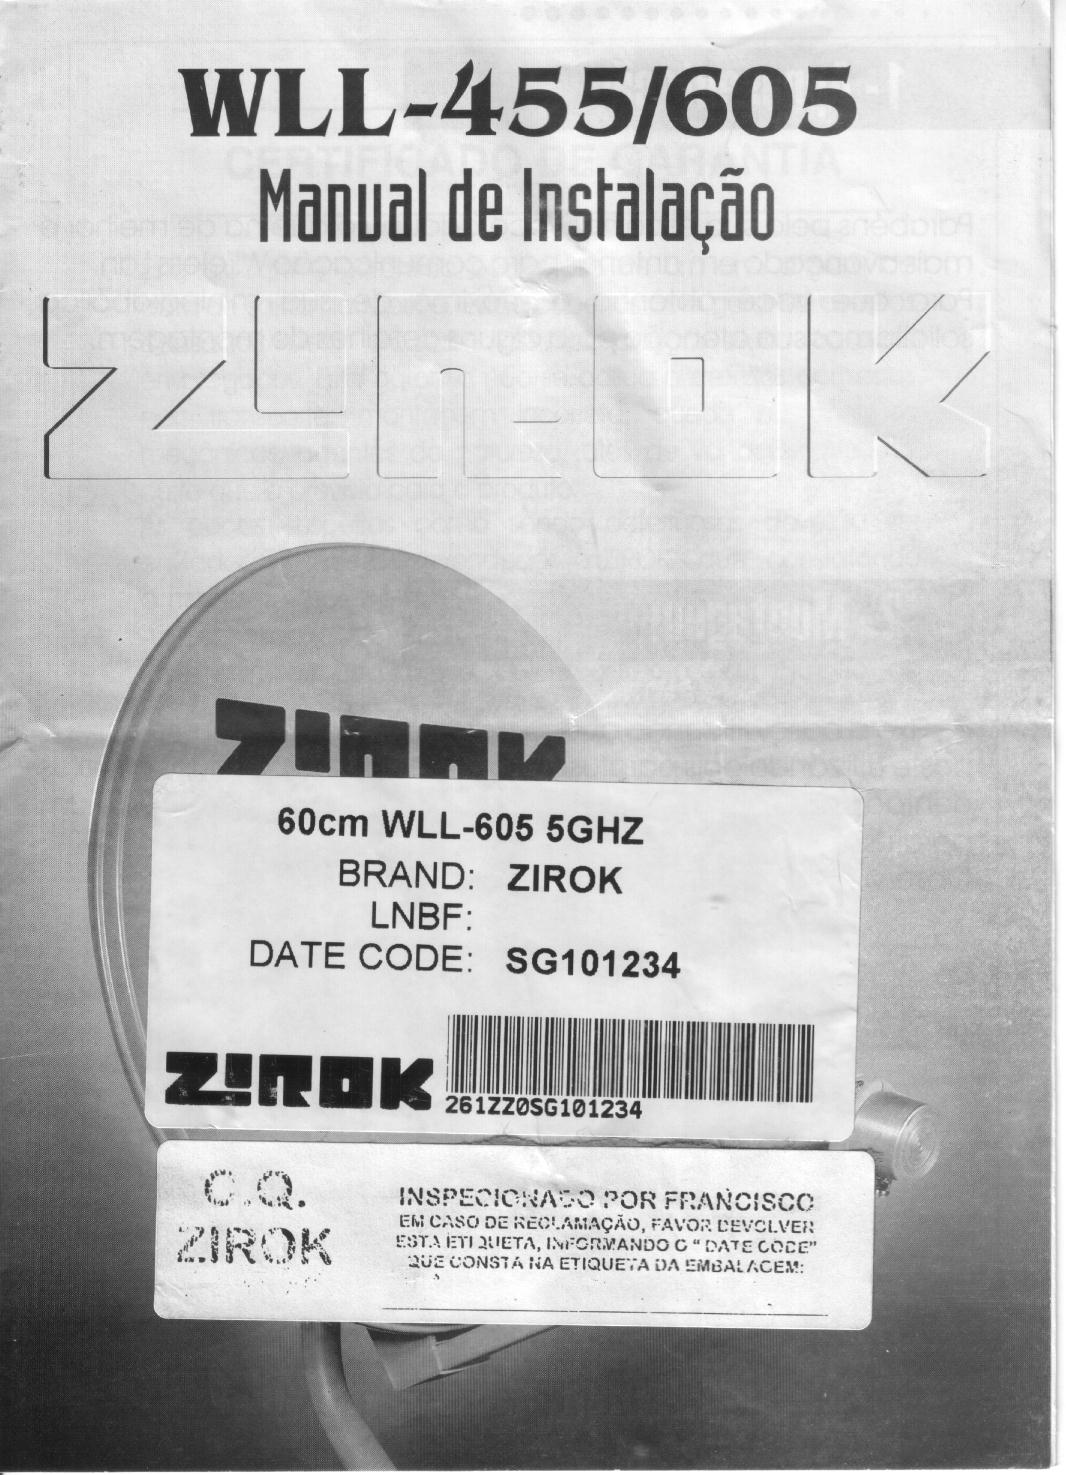 WLL-455/605
Manual de Instalação
ZIROK
ZIROK
60cm WLL-605 5GHZ
BRAND: ZIROK
LNBF:
DATE CODE: SG101234
ZIROK
261ZZ0SG101234
C.Q.
ZIROK
INSPECIONADO POR FRANCISCO
EM CASO DE RECLAMAÇÃO, FAVOR DEVOLVER
ESTA ETIQUETA, INFORMANDO O " DATE CODE"
QUE CONSTA NA ETIQUETA DA EMBALAGEM: